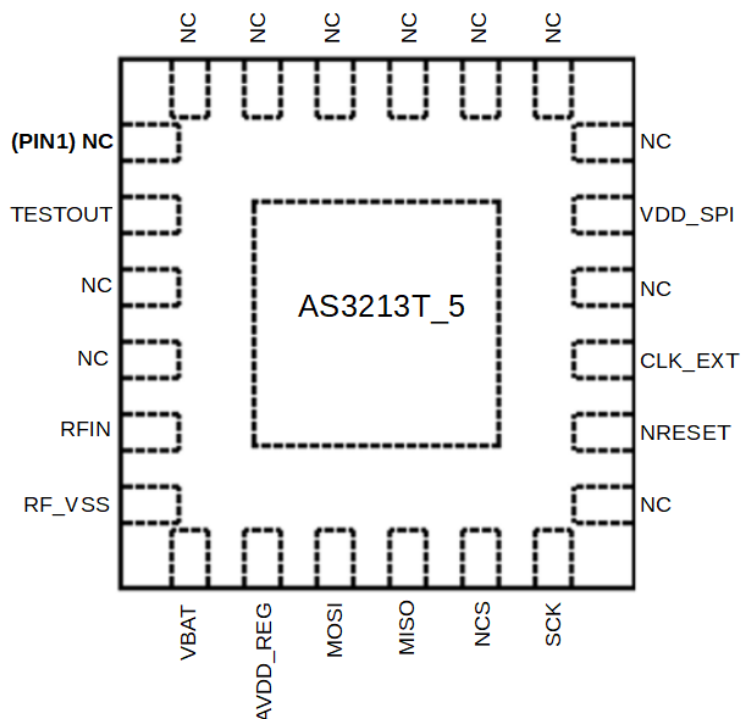 NC
NC
NC
NC
NC
NC
(PIN1) NC
NC
TESTOUT
VDD_SPI
NC
NC
AS3213T_5
NC
CLK_EXT
RFIN
NRESET
RF_VSS
NC
VBAT
AVDD_REG
MOSI
MISO
NCS
SCK